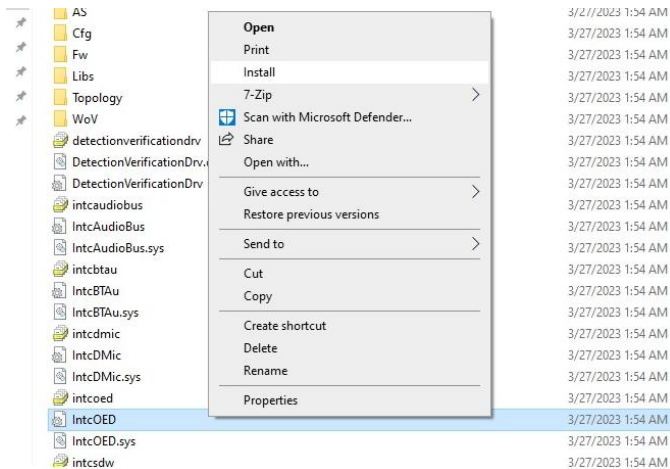 AS
3/27/2023 1:54 AM
Cfg
Open
3/27/2023 1:54 AM
Fw
Print
3/27/2023 1:54 AM
Libs
Install
3/27/2023 1:54 AM
Topology
7-Zip
3/27/2023 1:54 AM
WoV
Scan with Microsoft Defender...
3/27/2023 1:54 AM
detectionverificationdrv
Share
3/27/2023 1:54 AM
DetectionVerificationDrv.
Open with...
3/27/2023 1:54 AM
DetectionVerificationDrv
Give access to
3/27/2023 1:54 AM
intcaudiobus
Restore previous versions
3/27/2023 1:54 AM
IntcAudioBus
3/27/2023 1:54 AM
IntcAudioBus.sys
Send to
3/27/2023 1:54 AM
intcbtau
Cut
3/27/2023 1:54 AM
IntcBTAu
Copy
3/27/2023 1:54 AM
IntcBTAu.sys
3/27/2023 1:54 AM
intcdmic
Create shortcut
3/27/2023 1:54 AM
IntcDMic
Delete
3/27/2023 1:54 AM
IntcDMic.sys
Rename
3/27/2023 1:54 AM
intcoed
Properties
3/27/2023 1:54 AM
IntcOED
3/27/2023 1:54 AM
IntcOED.sys
3/27/2023 1:54 AM
intcsdw
3/27/2023 1:54 AM